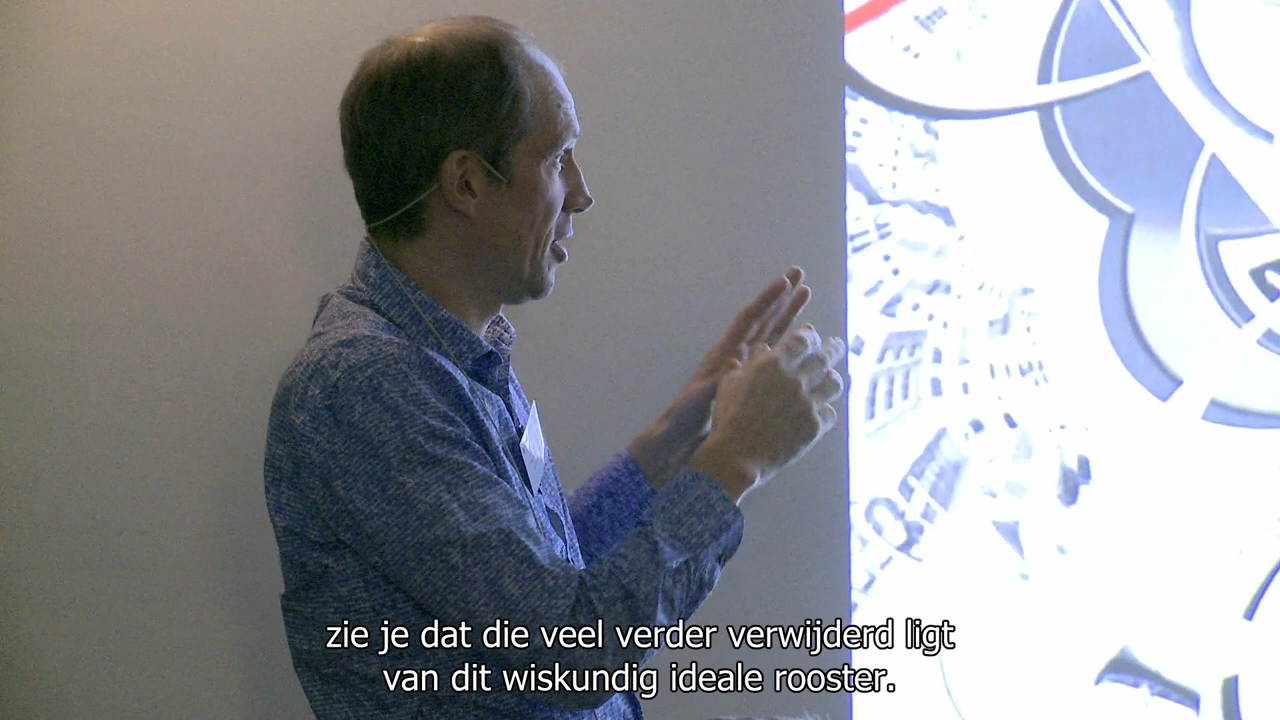 zie je dat die veel verder verwijderd ligt
van dit wiskundig ideale rooster.